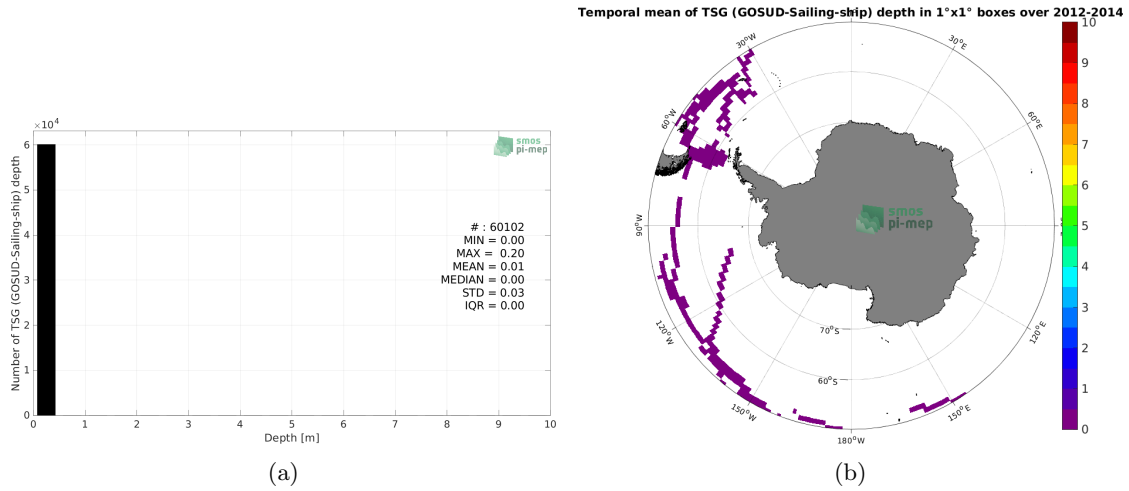 Temporal mean of TSG (GOSUD-Sailing-ship) depth in 1°x1° boxes over 2012-2014
×10⁴
6
5
4
3
2
1
0
Number of TSG (GOSUD-Sailing-ship) depth
0 1 2 3 4 5 6 7 8 9 10
Depth [m]
smos
pi-mep
# : 60102
MIN = 0.00
MAX = 0.20
MEAN = 0.01
MEDIAN = 0.00
STD = 0.03
IQR = 0.00
(a)
30°W
30°E
60°W
60°E
90°W
120°W
120°E
150°W
150°E
180°W
70°S
60°S
smos
pi-mep
10
9
8
7
6
5
4
3
2
1
0
(b)